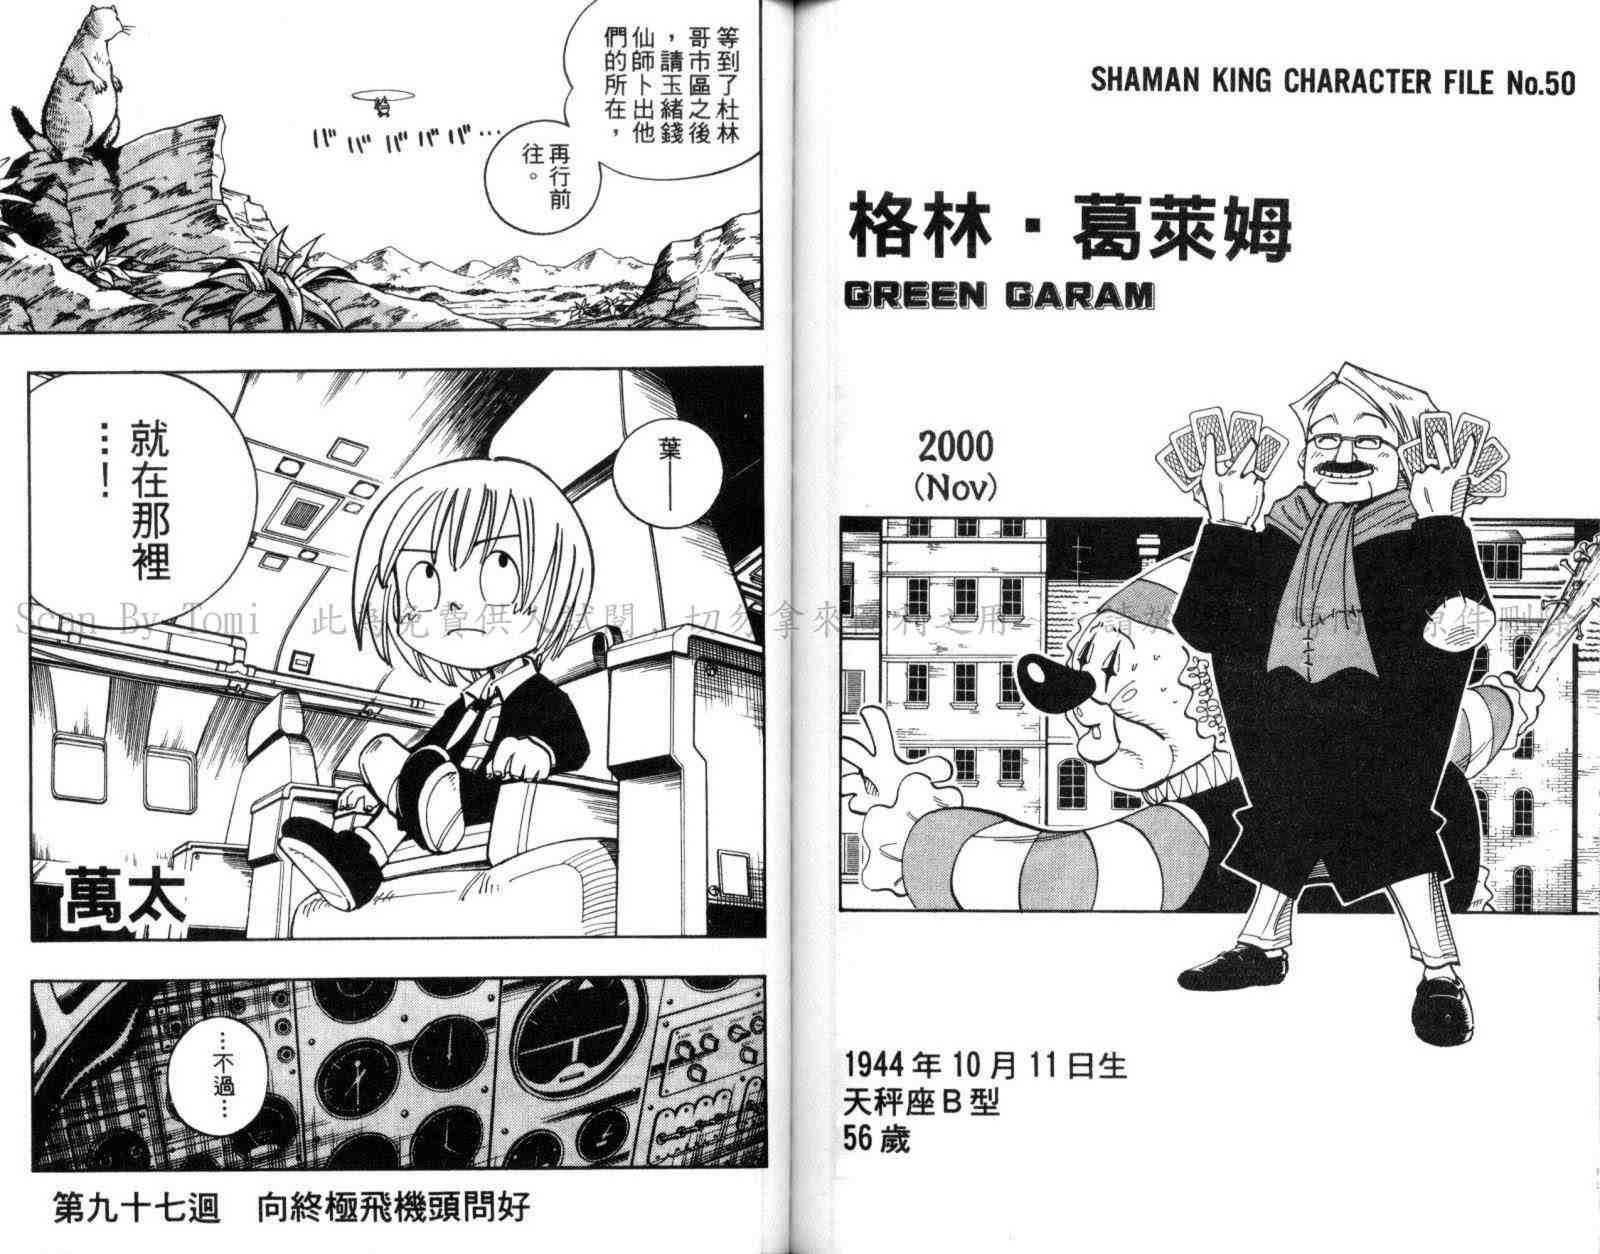 SHAMAN KING CHARACTER FILE No.50
格林・葛萊姆
GREEN GARAM
2000
(Nov)
1944年10月11日生
天秤座B型
56歲
等到了杜林
哥市區之後
，請玉緒錢
仙師卜出他
們的所在，
再行前
往。
ババババババ…
葉——
就在那裡
…！
萬太
…不過…
第九十七迴　向終極飛機頭問好
Scan By Tomi 此為免費供人試閱，切勿拿來
利之用